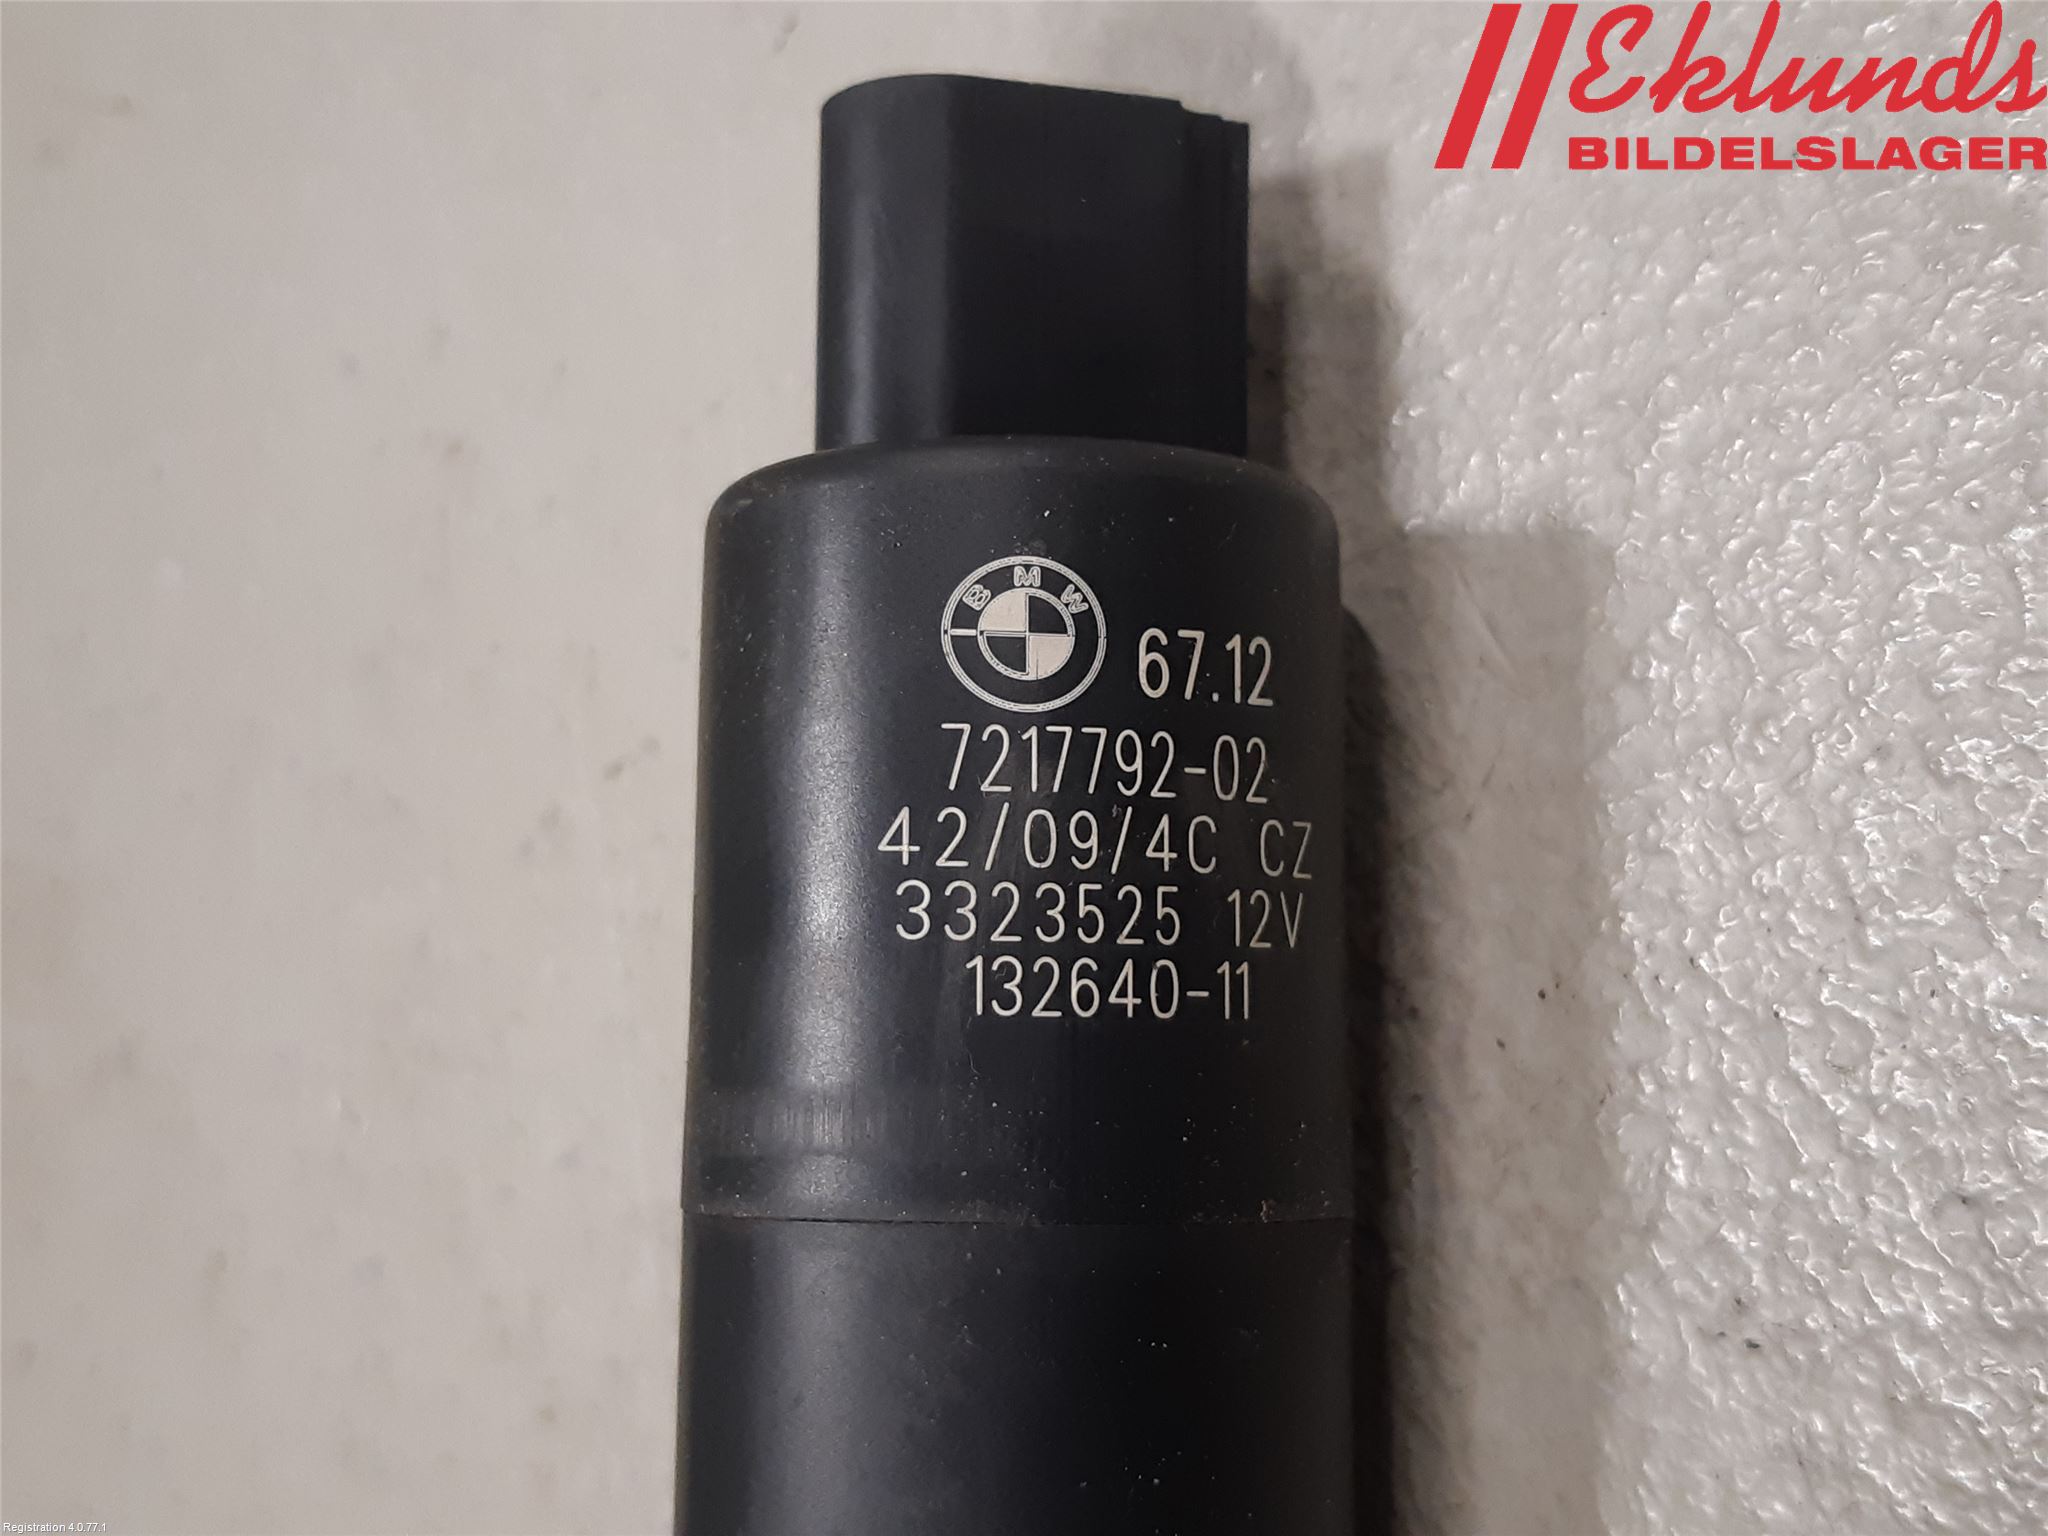 Eklunds
BILDELSLAGER
BMW
67.12
7217792-02
42/09/4C CZ
3323525 12V
132640-11
Registration 4.0.77.1